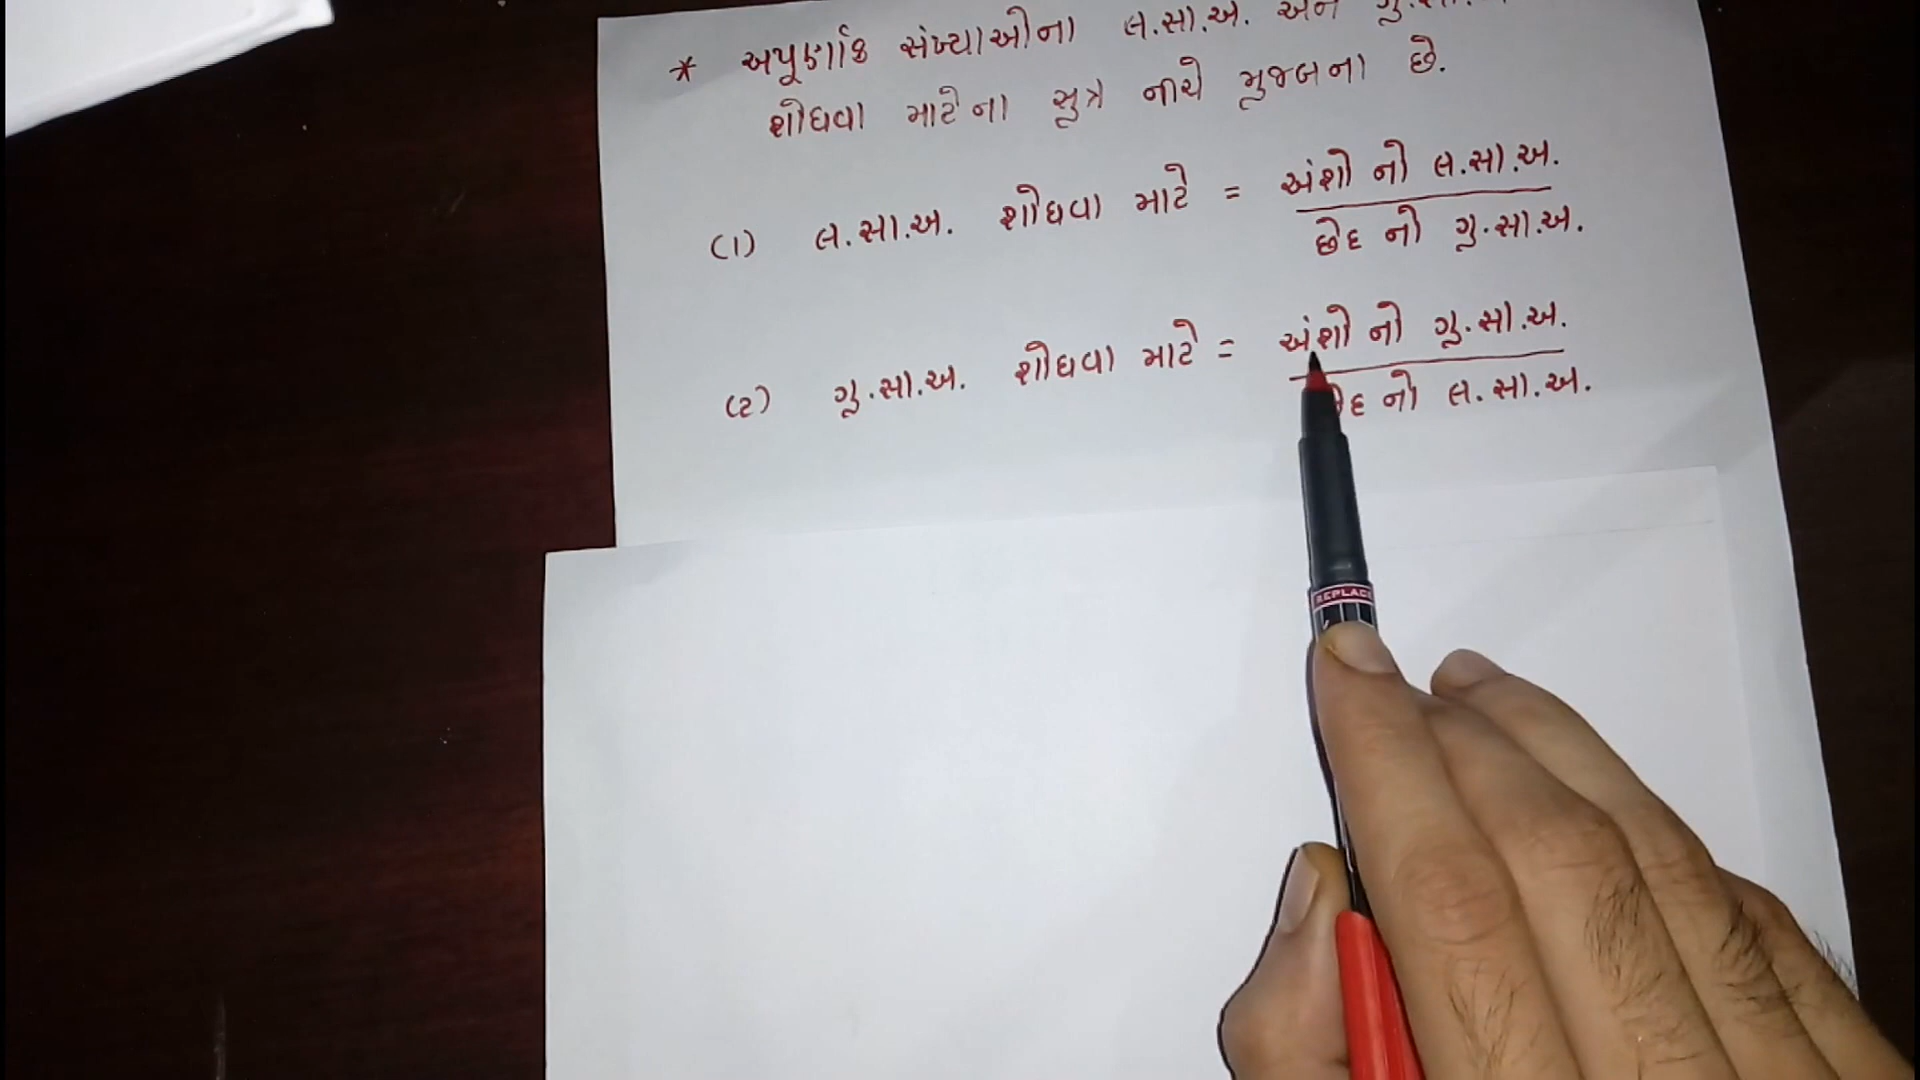 * અપૂર્ણાંક સંખ્યાઓના લ.સા.અ. અને
શોધવા માટેના સૂત્ર નીચે મૂજબના છે.
(1) લ.સા.અ. શોધવા માટે = અંશો નો લ.સા.અ.
છેદ નો ગુ.સા.અ.
(2) ગુ.સા.અ. શોધવા માટે = અંશો નો ગુ.સા.અ.
નો લ.સા.અ.
REPLACE